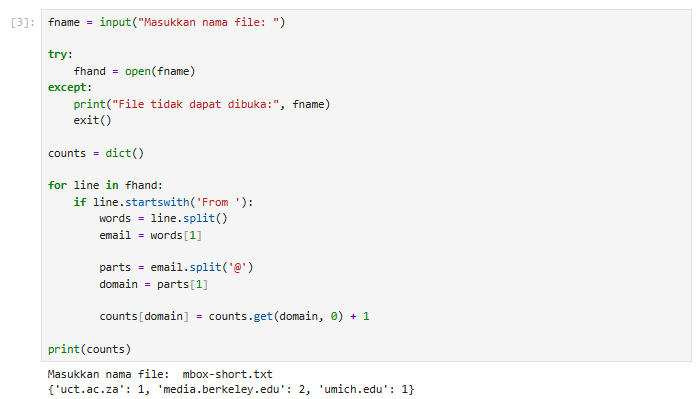 [3]: fname = input("Masukkan nama file: ")
try:
    fhand = open(fname)
except:
    print("File tidak dapat dibuka:", fname)
    exit()
counts = dict()
for line in fhand:
    if line.startswith('From '):
        words = line.split()
        email = words[1]
        parts = email.split('@')
        domain = parts[1]
        counts[domain] = counts.get(domain, 0) + 1
print(counts)
Masukkan nama file:  mbox-short.txt
{'uct.ac.za': 1, 'media.berkeley.edu': 2, 'umich.edu': 1}